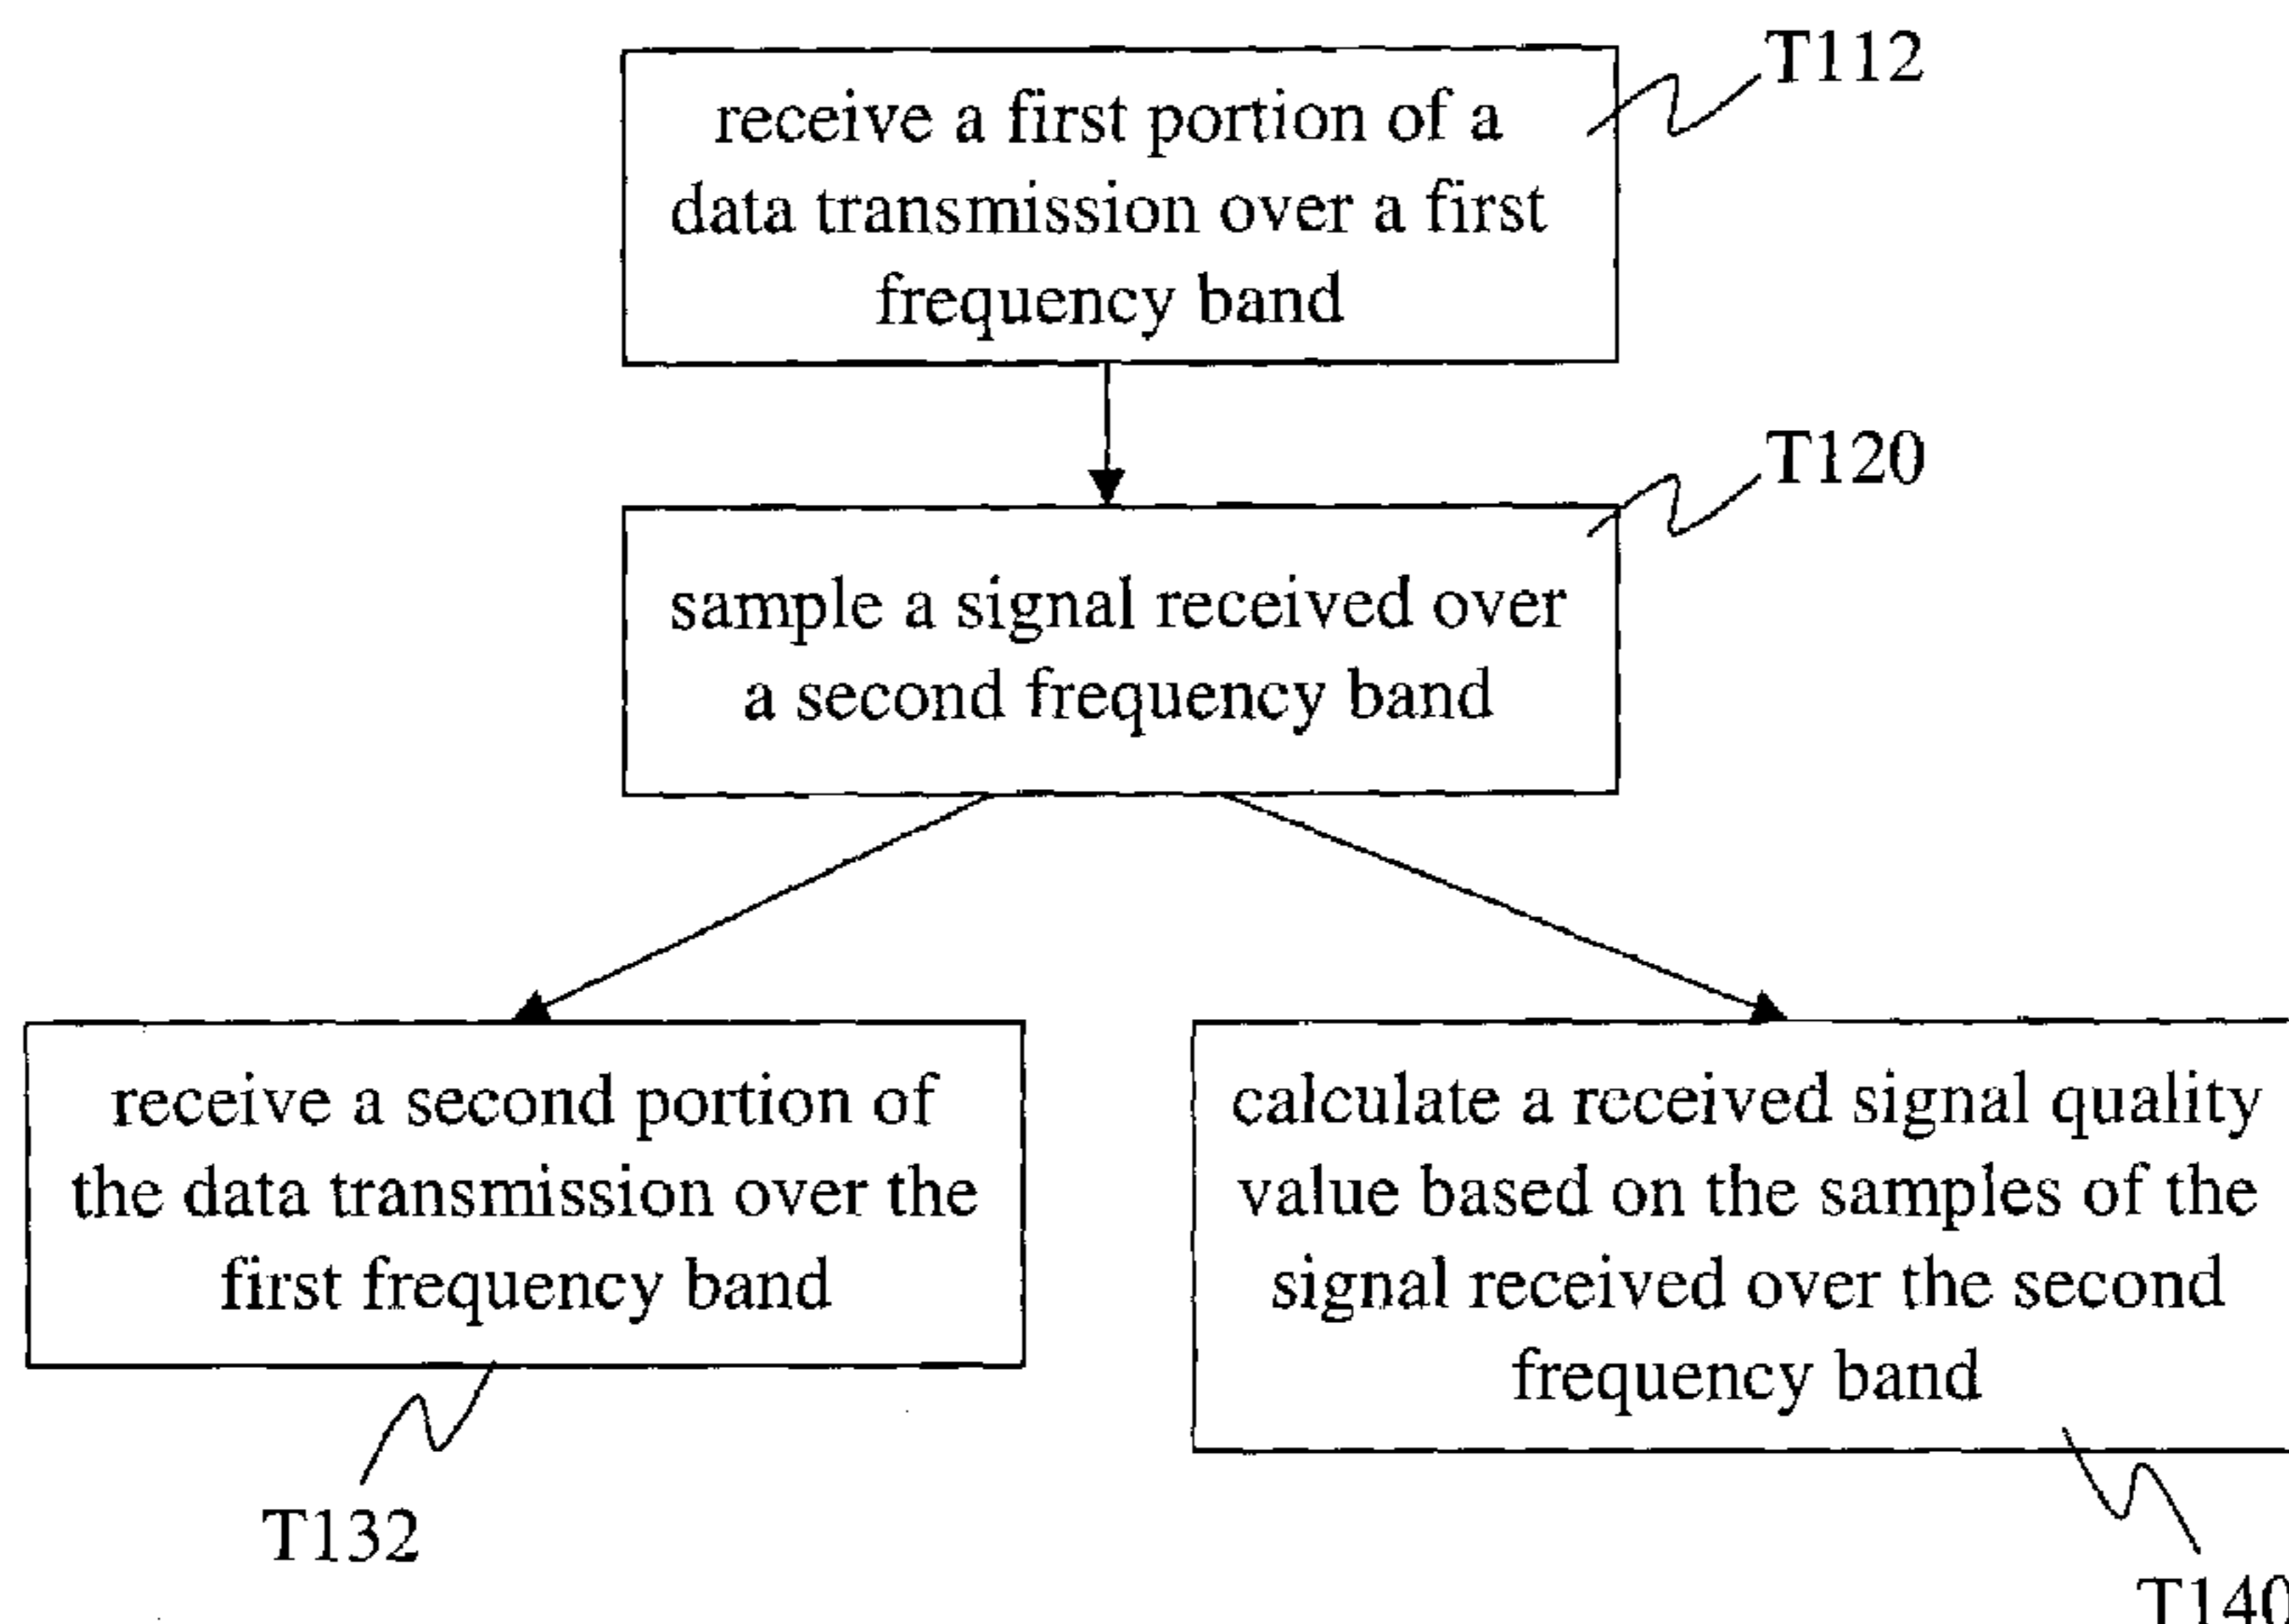 T112
receive a first portion of a
data transmission over a first
frequency band
T120
sample a signal received over
a second frequency band
receive a second portion of
the data transmission over the
first frequency band
T132
calculate a received signal quality
value based on the samples of the
signal received over the second
frequency band
T140